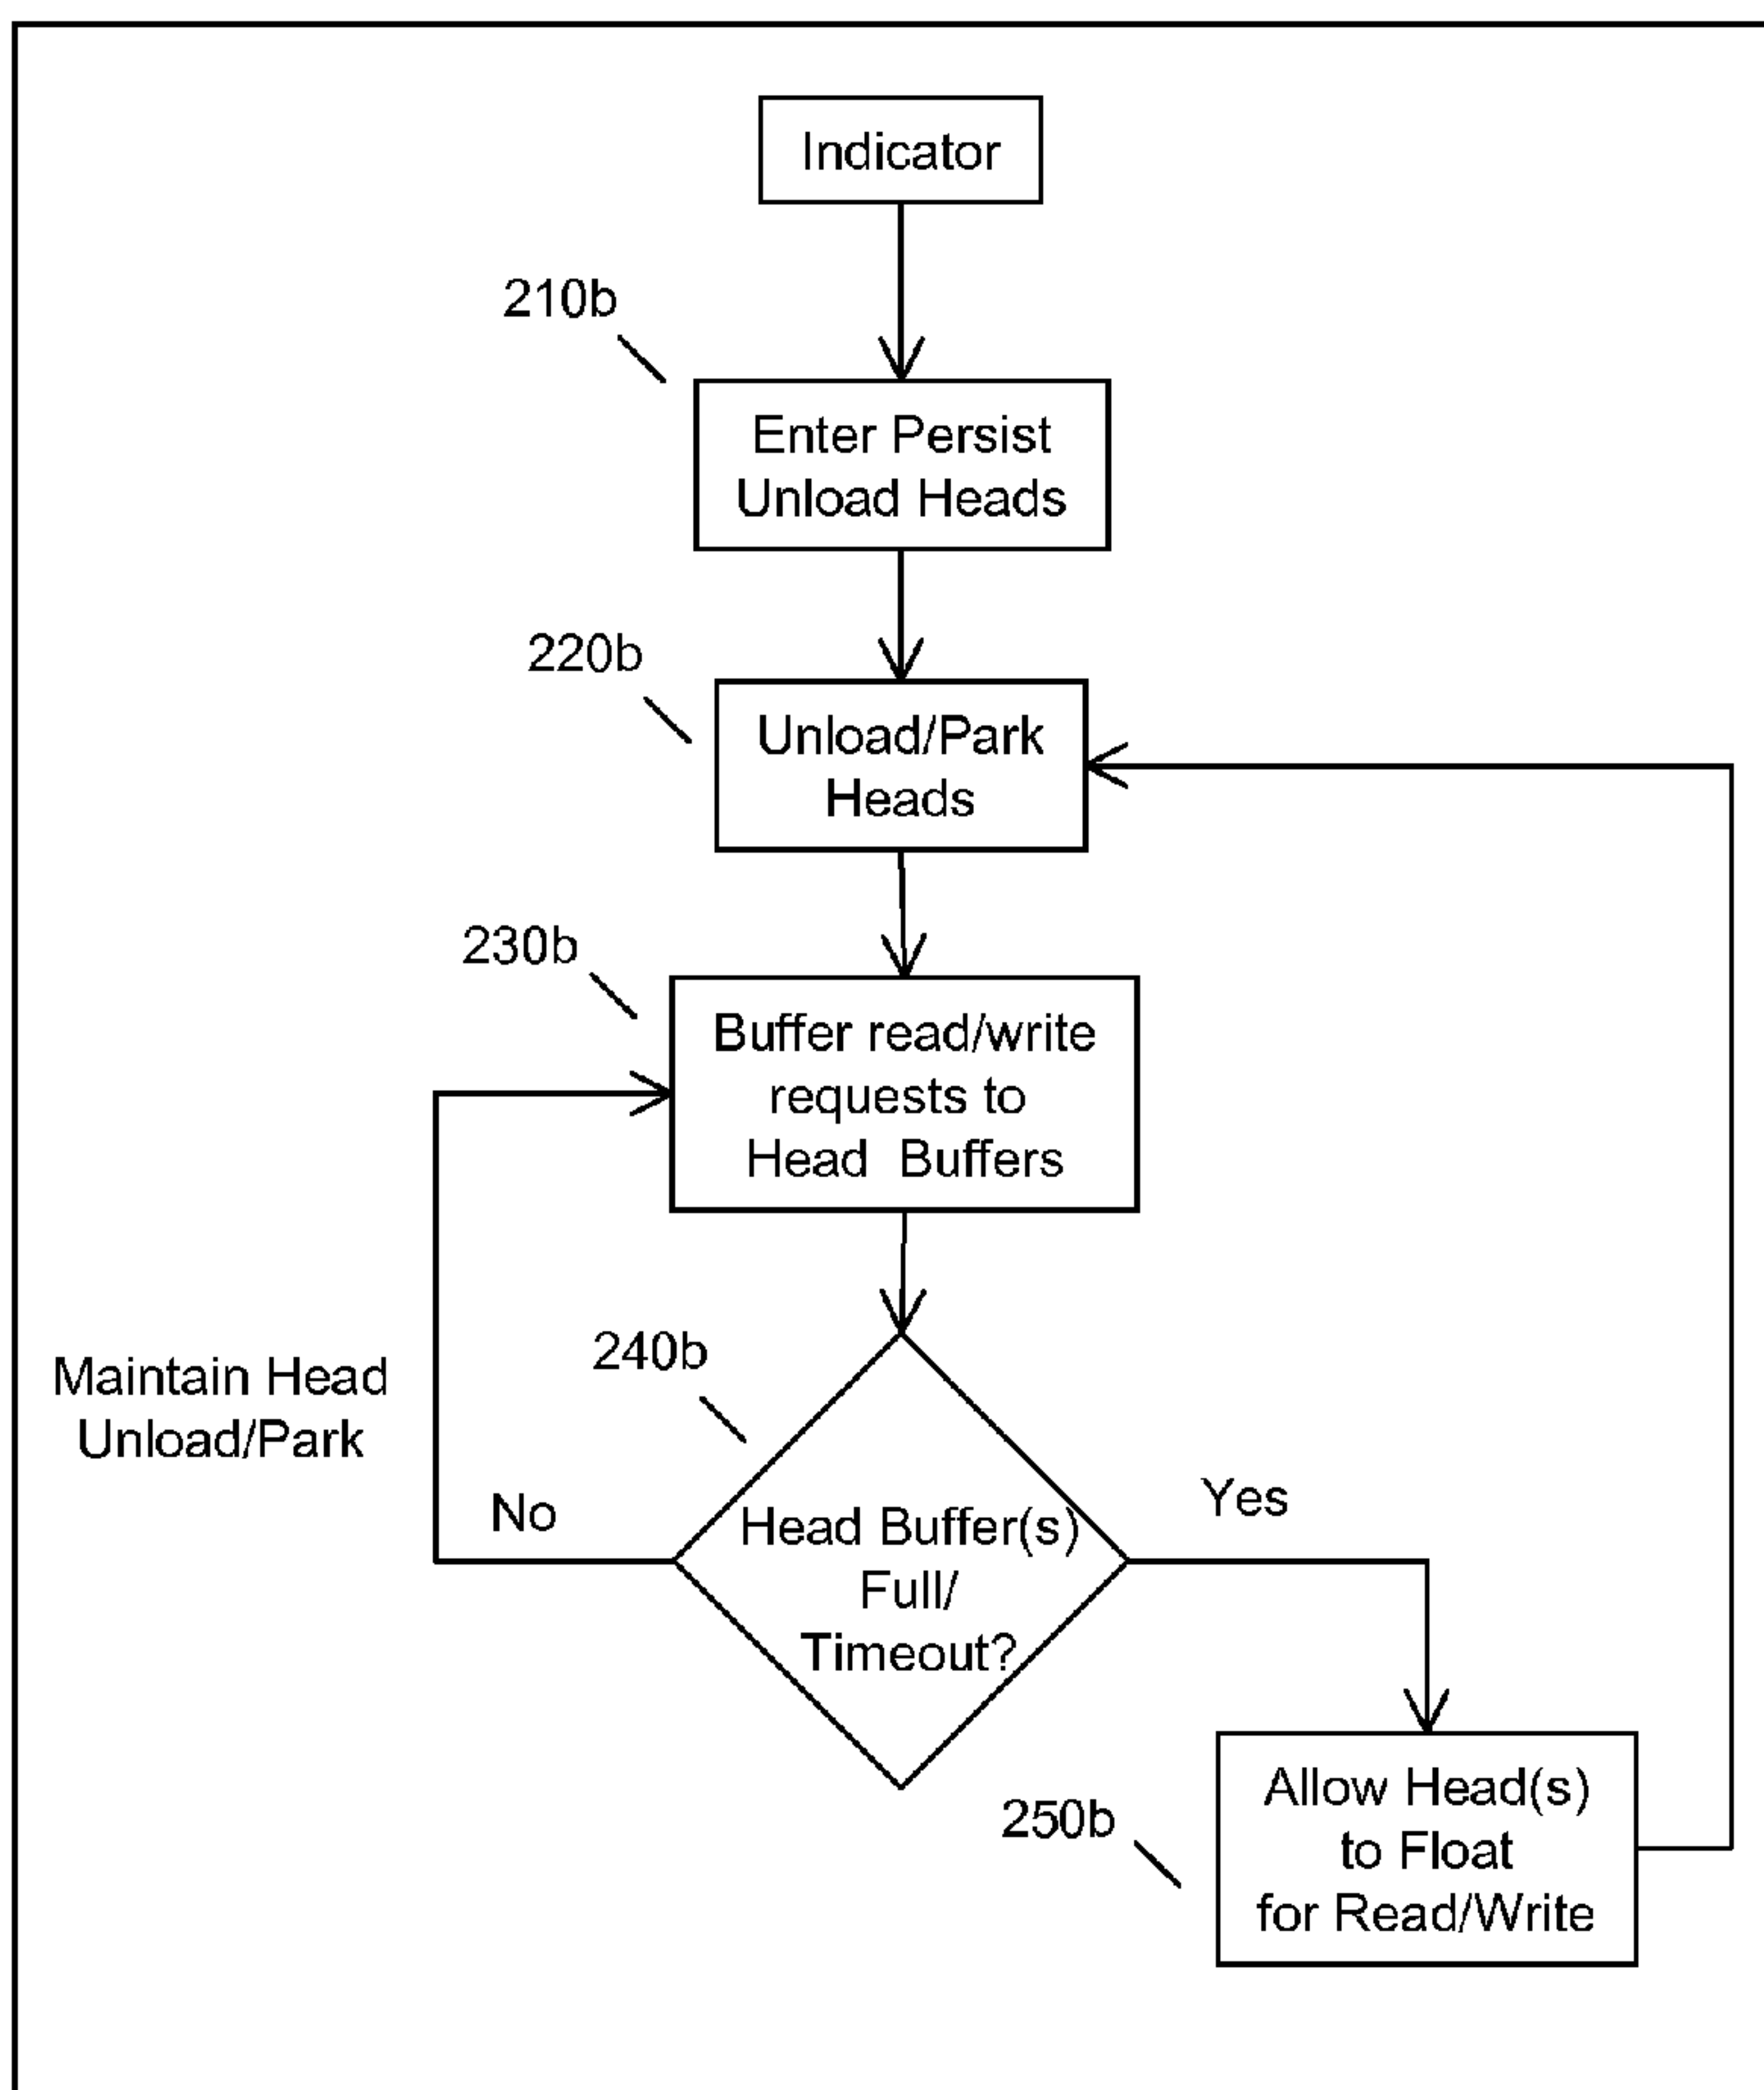 Indicator
210b
Enter Persist
Unload Heads
220b
Unload/Park
Heads
230b
Buffer read/write
requests to
Head Buffers
240b
Maintain Head
Unload/Park
No
Yes
Head Buffer(s)
Full/
Timeout?
250b
Allow Head(s)
to Float
for Read/Write